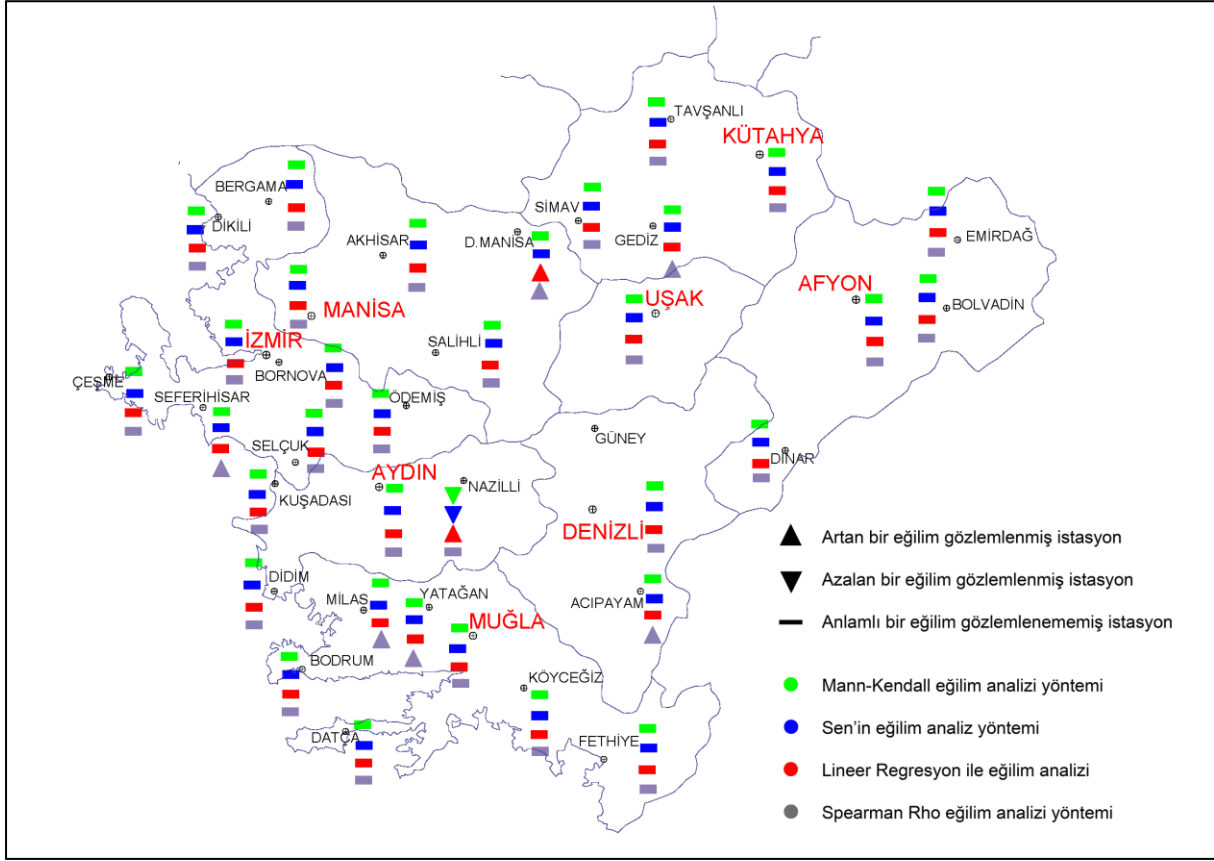 TAVŞANLI
KÜTAHYA
BERGAMA
DİKİLİ
SİMAV
GEDİZ
D.MANİSA
AKHİSAR
EMİRDAĞ
AFYON
BOLVADİN
UŞAK
MANİSA
İZMİR
BORNOVA
SALİHLİ
ÇEŞME
SEFERİHİSAR
ÖDEMİŞ
GÜNEY
SELÇUK
DİNAR
KUŞADASI
AYDIN
NAZİLLİ
DENİZLİ
DİDİM
MİLAS
YATAĞAN
ACIPAYAM
MUĞLA
BODRUM
KÖYCEĞİZ
DATÇA
FETHİYE
Artan bir eğilim gözlemlenmiş istasyon
Azalan bir eğilim gözlemlenmiş istasyon
Anlamlı bir eğilim gözlemlenememiş istasyon
Mann-Kendall eğilim analizi yöntemi
Sen'in eğilim analiz yöntemi
Lineer Regresyon ile eğilim analizi
Spearman Rho eğilim analizi yöntemi